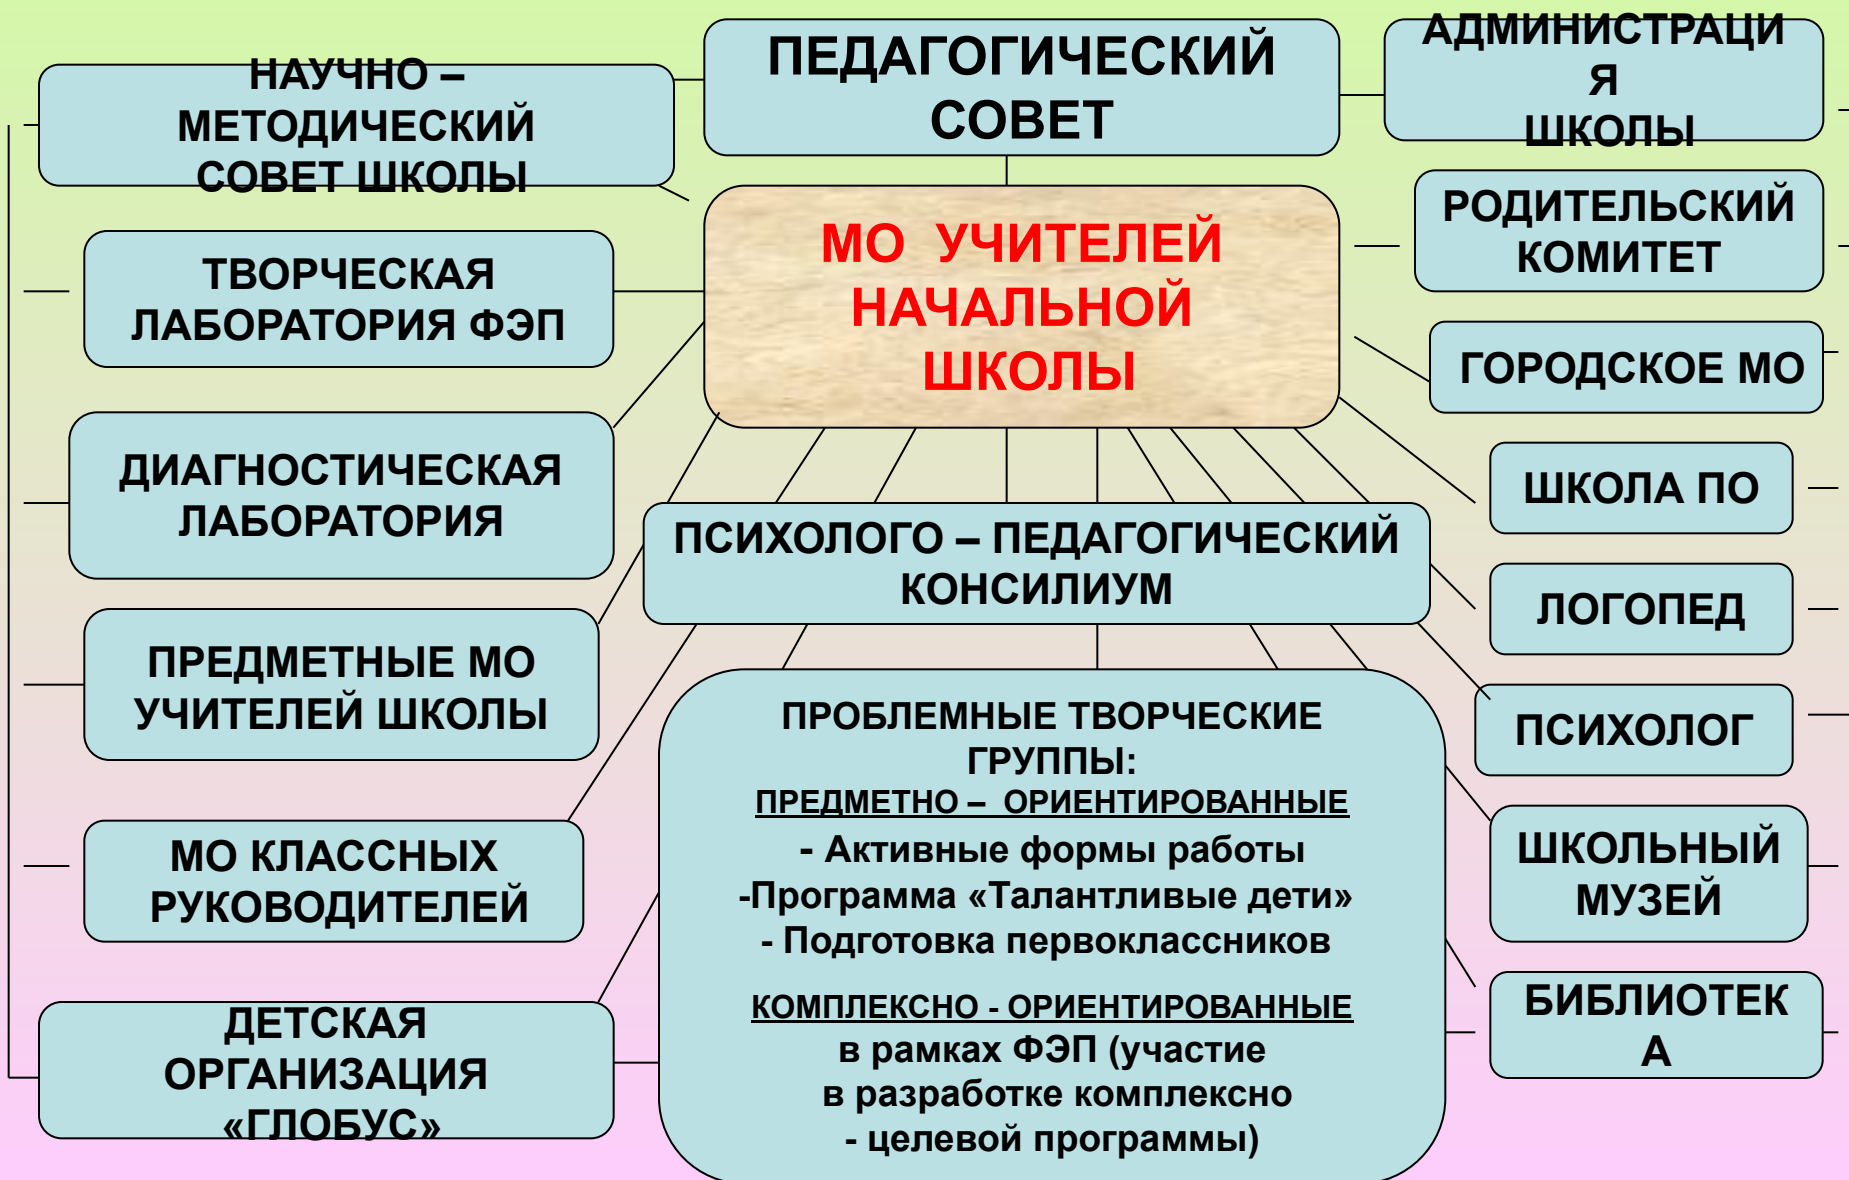 НАУЧНО –
МЕТОДИЧЕСКИЙ
СОВЕТ ШКОЛЫ
ПЕДАГОГИЧЕСКИЙ
СОВЕТ
АДМИНИСТРАЦИ
Я
ШКОЛЫ
МО УЧИТЕЛЕЙ
НАЧАЛЬНОЙ
ШКОЛЫ
РОДИТЕЛЬСКИЙ
КОМИТЕТ
ТВОРЧЕСКАЯ
ЛАБОРАТОРИЯ ФЭП
ГОРОДСКОЕ МО
ДИАГНОСТИЧЕСКАЯ
ЛАБОРАТОРИЯ
ШКОЛА ПО
ПСИХОЛОГО – ПЕДАГОГИЧЕСКИЙ
КОНСИЛИУМ
ЛОГОПЕД
ПРЕДМЕТНЫЕ МО
УЧИТЕЛЕЙ ШКОЛЫ
ПСИХОЛОГ
ПРОБЛЕМНЫЕ ТВОРЧЕСКИЕ
ГРУППЫ:
ПРЕДМЕТНО – ОРИЕНТИРОВАННЫЕ
- Активные формы работы
-Программа «Талантливые дети»
- Подготовка первоклассников
КОМПЛЕКСНО - ОРИЕНТИРОВАННЫЕ
в рамках ФЭП (участие
в разработке комплексно
- целевой программы)
МО КЛАССНЫХ
РУКОВОДИТЕЛЕЙ
ШКОЛЬНЫЙ
МУЗЕЙ
ДЕТСКАЯ
ОРГАНИЗАЦИЯ
«ГЛОБУС»
БИБЛИОТЕК
А